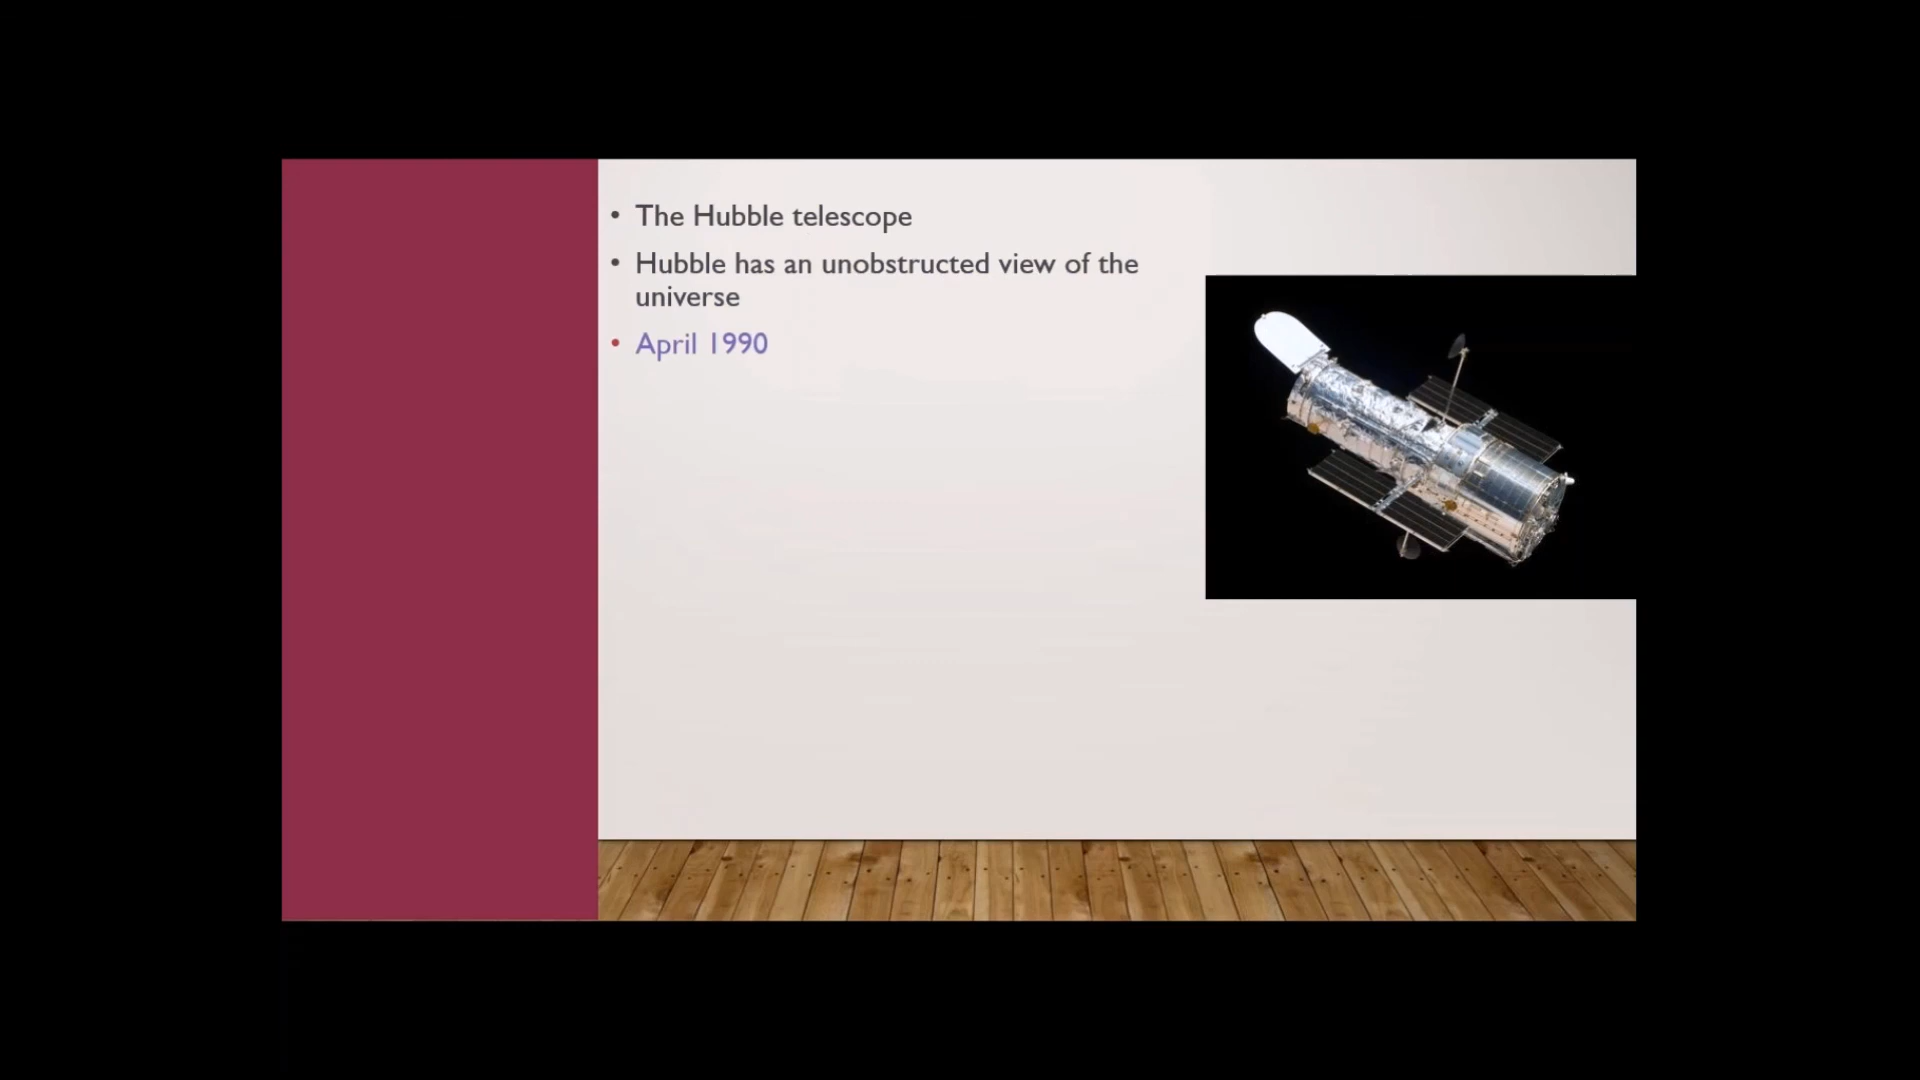 • The Hubble telescope
• Hubble has an unobstructed view of the
universe
• April 1990